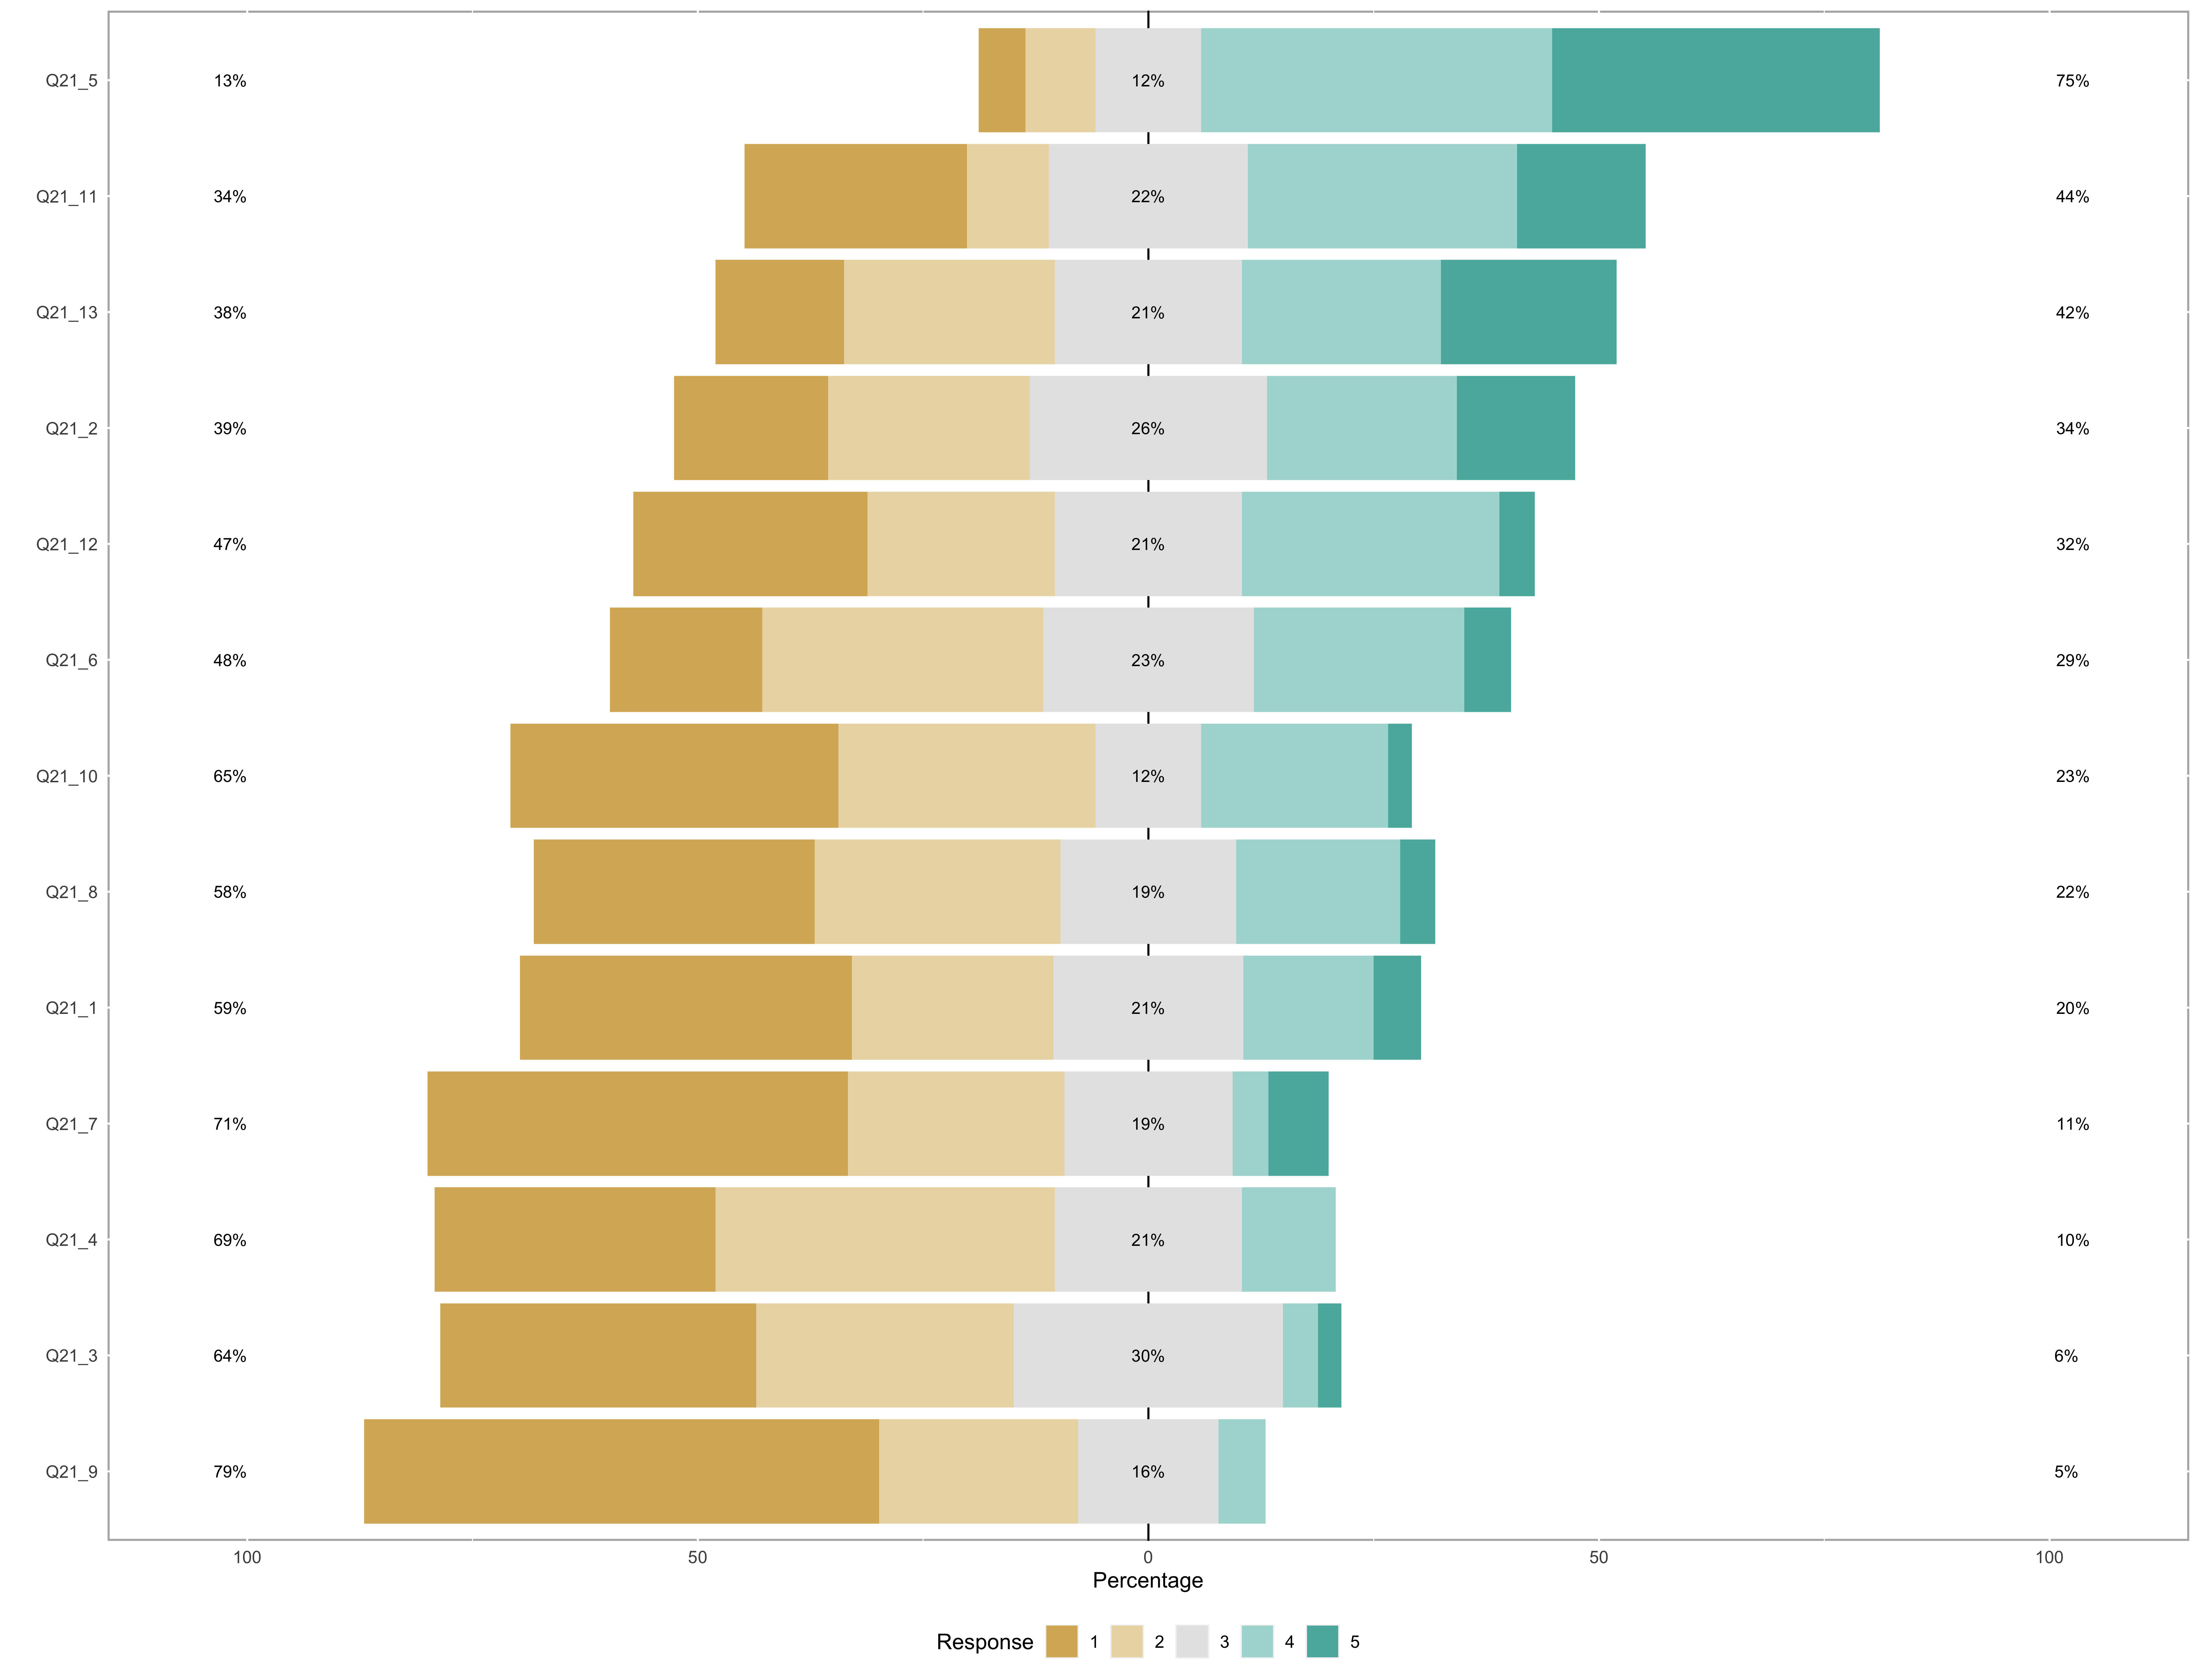 Q21_5 13% 12% 75%
Q21_11 34% 22% 44%
Q21_13 38% 21% 42%
Q21_2 39% 26% 34%
Q21_12 47% 21% 32%
Q21_6 48% 23% 29%
Q21_10 65% 12% 23%
Q21_8 58% 19% 22%
Q21_1 59% 21% 20%
Q21_7 71% 19% 11%
Q21_4 69% 21% 10%
Q21_3 64% 30% 6%
Q21_9 79% 16% 5%
100 50 0 50 100
Percentage
Response 1 2 3 4 5